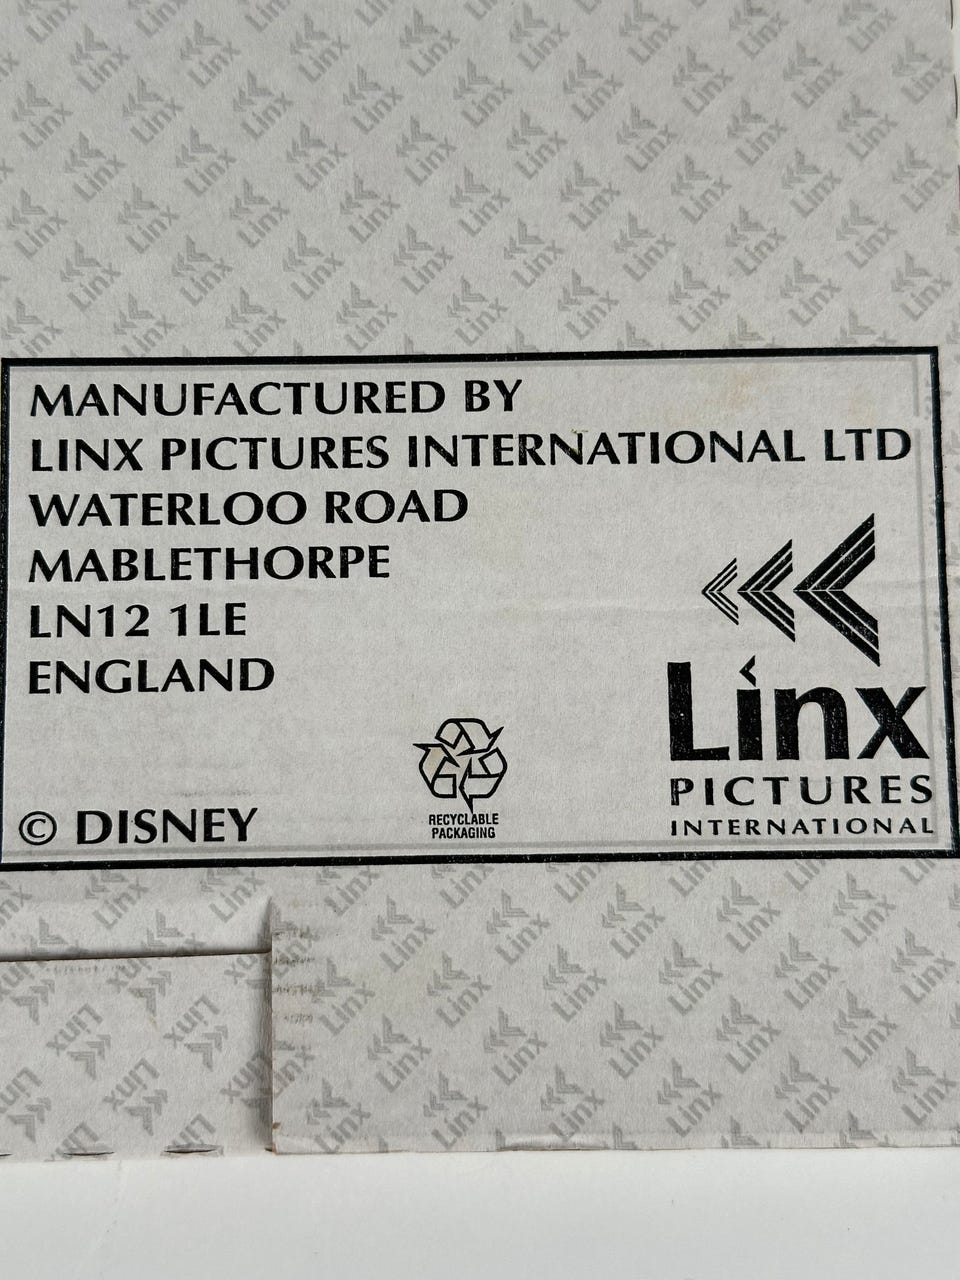 MANUFACTURED BY
LINX PICTURES INTERNATIONAL LTD
WATERLOO ROAD
MABLETHORPE
LN12 1LE
ENGLAND
© DISNEY
RECYCLABLE
PACKAGING
Linx
PICTURES
INTERNATIONAL